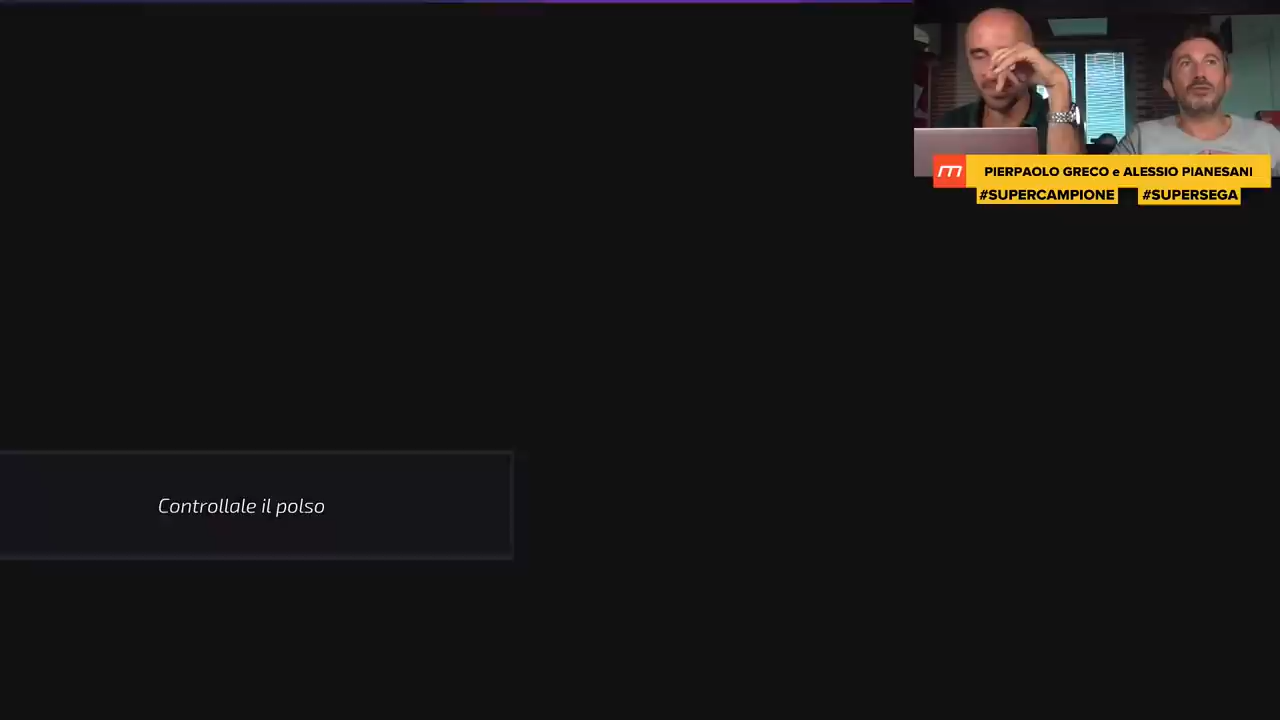 PIERPAOLO GRECO e ALESSIO PIANESANI
#SUPERCAMPIONE #SUPERSEGA
Controllale il polso